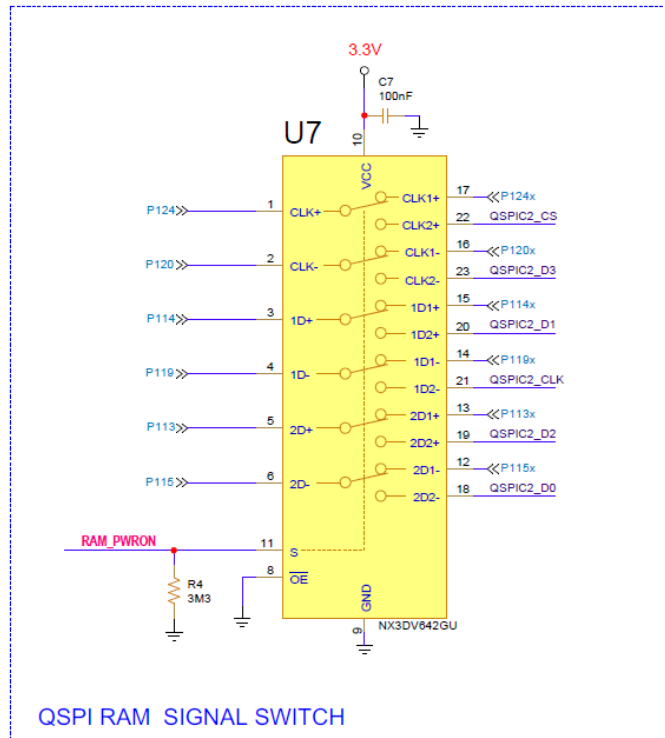 3.3V
C7
100nF
U7
10
VCC
P124
1
CLK+
CLK1+
17
P124x
CLK2+
22
QSPIC2_CS
P120
2
CLK-
CLK1-
16
P120x
CLK2-
23
QSPIC2_D3
P114
3
1D+
1D1+
15
P114x
1D2+
20
QSPIC2_D1
P119
4
1D-
1D1-
14
P119x
1D2-
21
QSPIC2_CLK
P113
5
2D+
2D1+
13
P113x
2D2+
19
QSPIC2_D2
P115
6
2D-
2D1-
12
P115x
2D2-
18
QSPIC2_D0
RAM_PWRON
11
S
8
OE
R4
3M3
GND
9
NX3DV642GU
QSPI RAM SIGNAL SWITCH